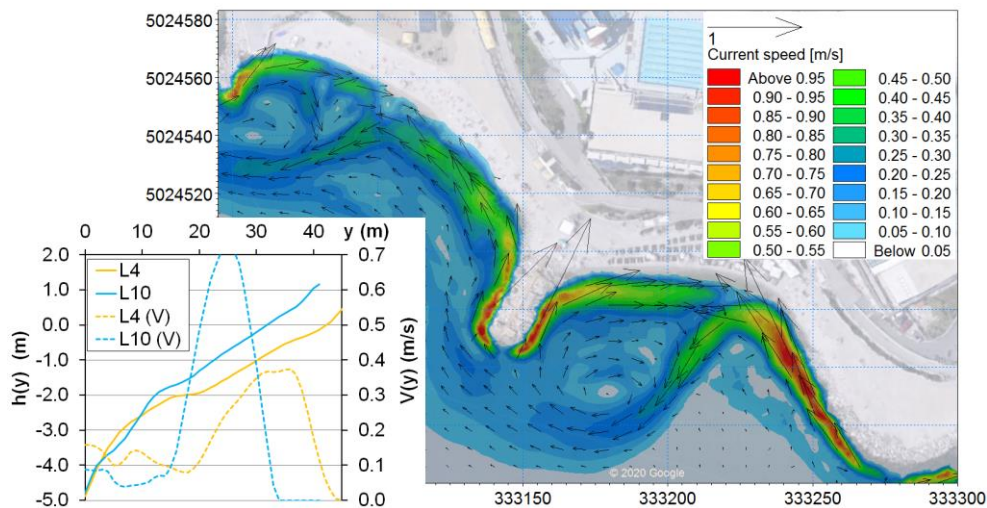 5024580
5024560
5024540
5024520
1
Current speed [m/s]
Above 0.95
0.90 - 0.95
0.85 - 0.90
0.80 - 0.85
0.75 - 0.80
0.70 - 0.75
0.65 - 0.70
0.60 - 0.65
0.55 - 0.60
0.50 - 0.55
0.45 - 0.50
0.40 - 0.45
0.35 - 0.40
0.30 - 0.35
0.25 - 0.30
0.20 - 0.25
0.15 - 0.20
0.10 - 0.15
0.05 - 0.10
Below 0.05
0 10 20 30 40 y (m)
2.0
1.0
0.0
-1.0
-2.0
-3.0
-4.0
-5.0
h(y) (m)
L4
L10
L4 (V)
L10 (V)
0.7
0.6
0.5
0.4
0.3
0.2
0.1
0.0
V(y) (m/s)
© 2020 Google
333150 333200 333250 333300